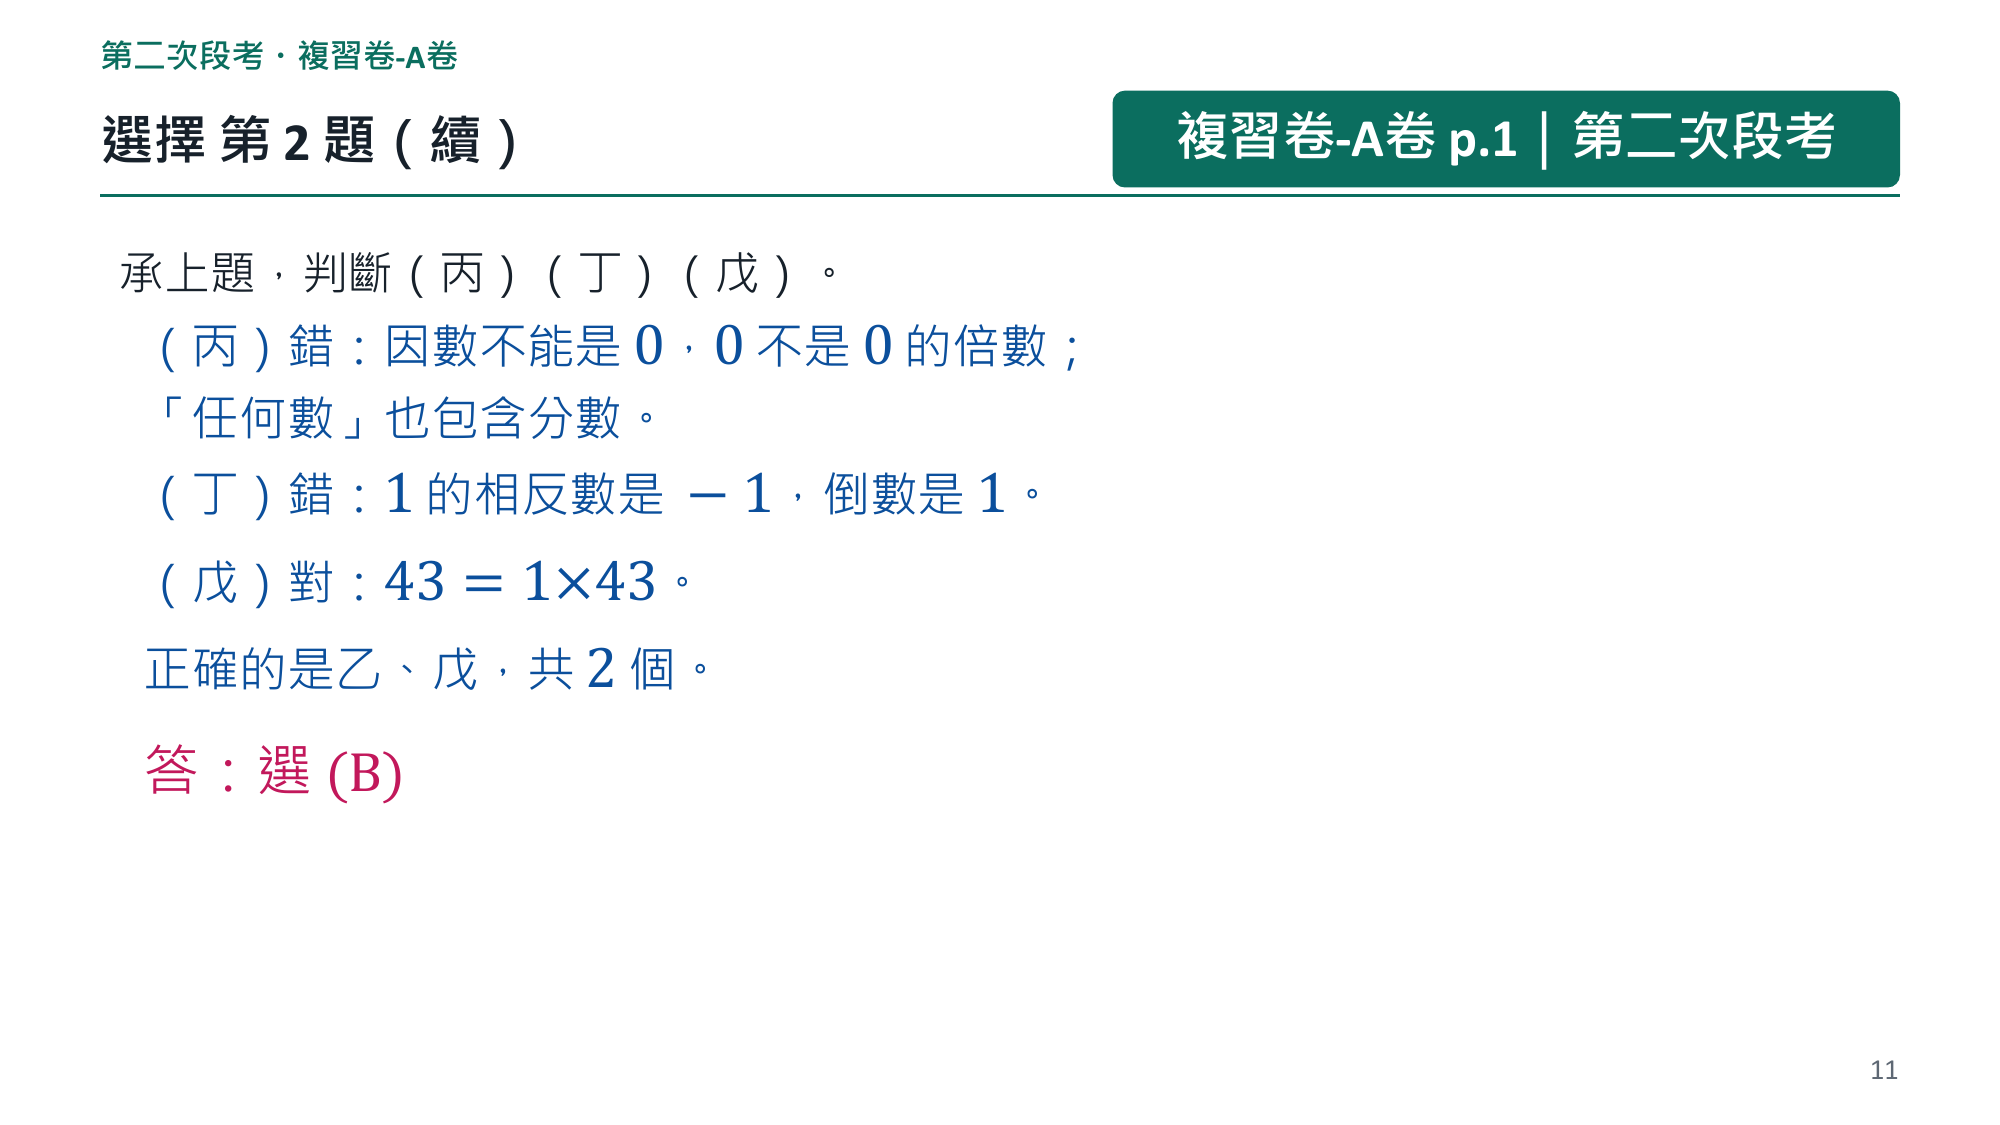 第二次段考・複習卷-A卷
選擇 第 2 題（續）
複習卷-A卷 p.1｜第二次段考
承上題，判斷（丙）（丁）（戊）。
（丙）錯：因數不能是 0，0 不是 0 的倍數；
「任何數」也包含分數。
（丁）錯：1 的相反數是 −1，倒數是 1。
（戊）對：43 = 1×43。
正確的是乙、戊，共 2 個。
答：選 (B)
11